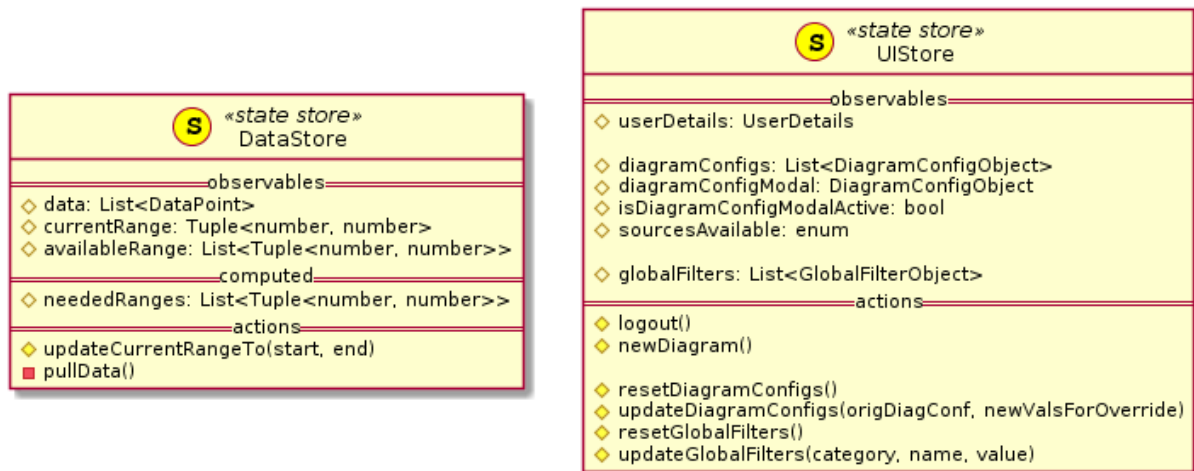 S «state store»
DataStore
observables
data: List<DataPoint>
currentRange: Tuple<number, number>
availableRange: List<Tuple<number, number>>
computed
neededRanges: List<Tuple<number, number>>
actions
updateCurrentRangeTo(start, end)
pullData()
S «state store»
UIStore
observables
userDetails: UserDetails
diagramConfigs: List<DiagramConfigObject>
diagramConfigModal: DiagramConfigObject
isDiagramConfigModalActive: bool
sourcesAvailable: enum
globalFilters: List<GlobalFilterObject>
actions
logout()
newDiagram()
resetDiagramConfigs()
updateDiagramConfigs(origDiagConf, newValsForOverride)
resetGlobalFilters()
updateGlobalFilters(category, name, value)